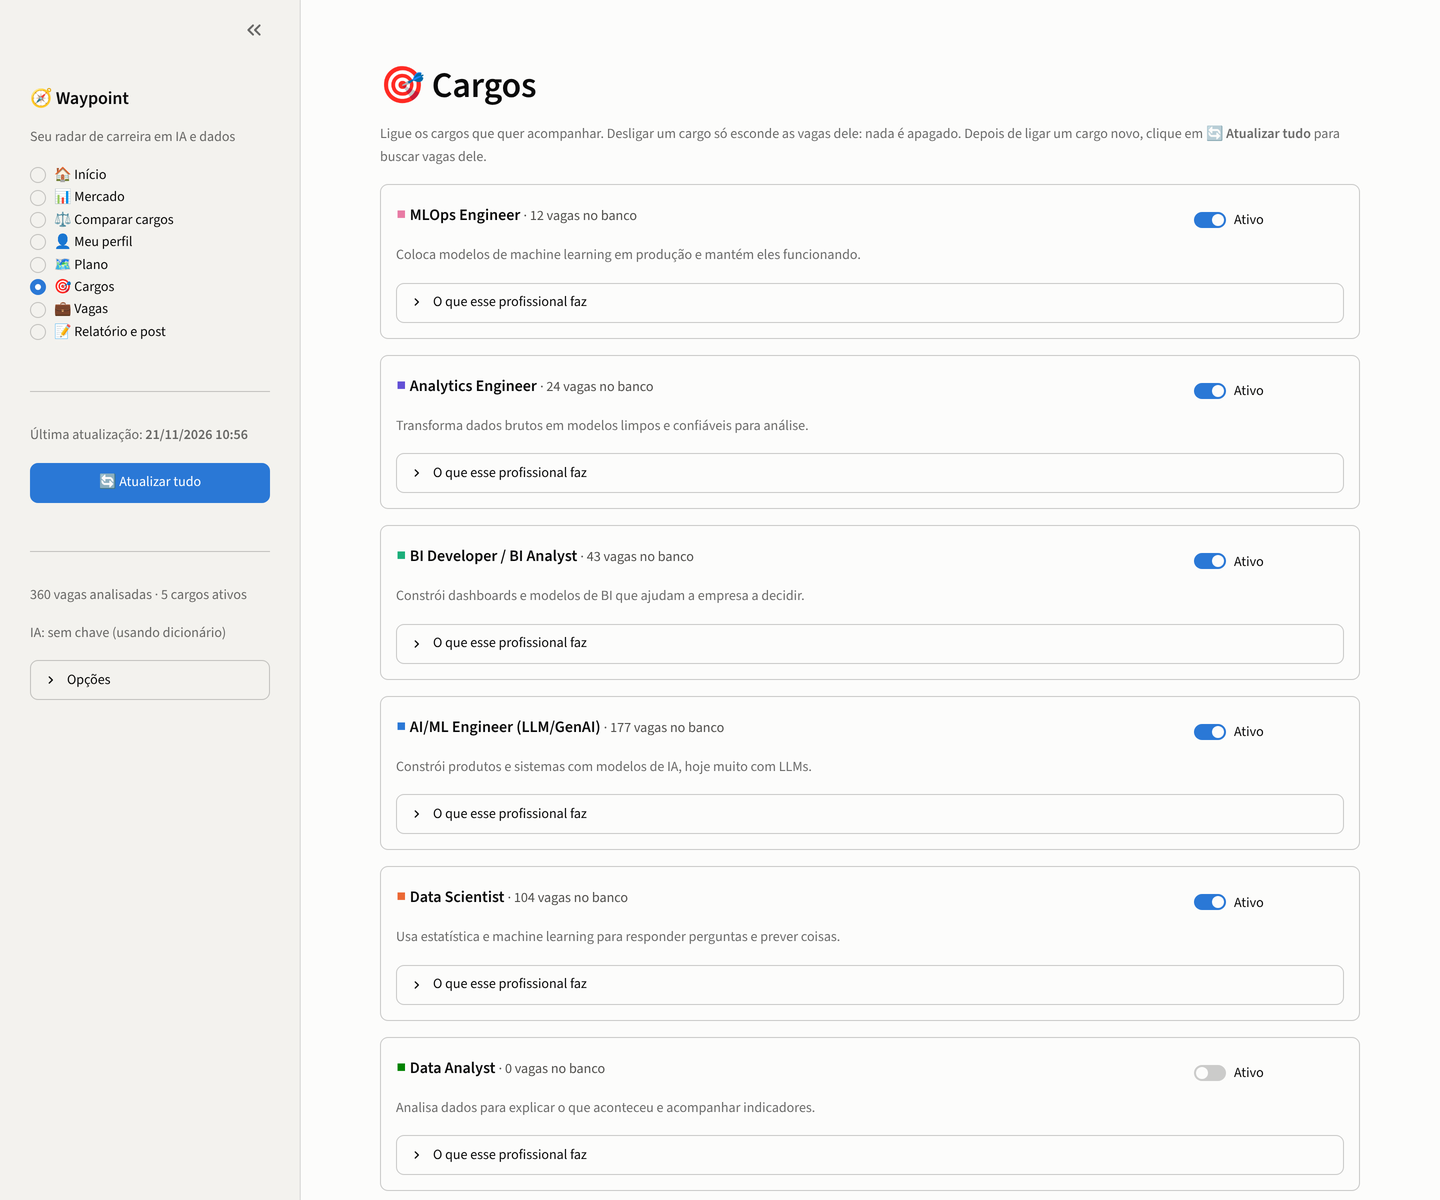 Waypoint
Seu radar de carreira em IA e dados
Início
Mercado
Comparar cargos
Meu perfil
Plano
Cargos
Vagas
Relatório e post
Última atualização: 21/11/2026 10:56
Atualizar tudo
360 vagas analisadas · 5 cargos ativos
IA: sem chave (usando dicionário)
Opções
Cargos
Ligue os cargos que quer acompanhar. Desligar um cargo só esconde as vagas dele: nada é apagado. Depois de ligar um cargo novo, clique em 🔄 Atualizar tudo para
buscar vagas dele.
MLOps Engineer · 12 vagas no banco
Ativo
Coloca modelos de machine learning em produção e mantém eles funcionando.
O que esse profissional faz
Analytics Engineer · 24 vagas no banco
Ativo
Transforma dados brutos em modelos limpos e confiáveis para análise.
O que esse profissional faz
BI Developer / BI Analyst · 43 vagas no banco
Ativo
Constrói dashboards e modelos de BI que ajudam a empresa a decidir.
O que esse profissional faz
AI/ML Engineer (LLM/GenAI) · 177 vagas no banco
Ativo
Constrói produtos e sistemas com modelos de IA, hoje muito com LLMs.
O que esse profissional faz
Data Scientist · 104 vagas no banco
Ativo
Usa estatística e machine learning para responder perguntas e prever coisas.
O que esse profissional faz
Data Analyst · 0 vagas no banco
Ativo
Analisa dados para explicar o que aconteceu e acompanhar indicadores.
O que esse profissional faz